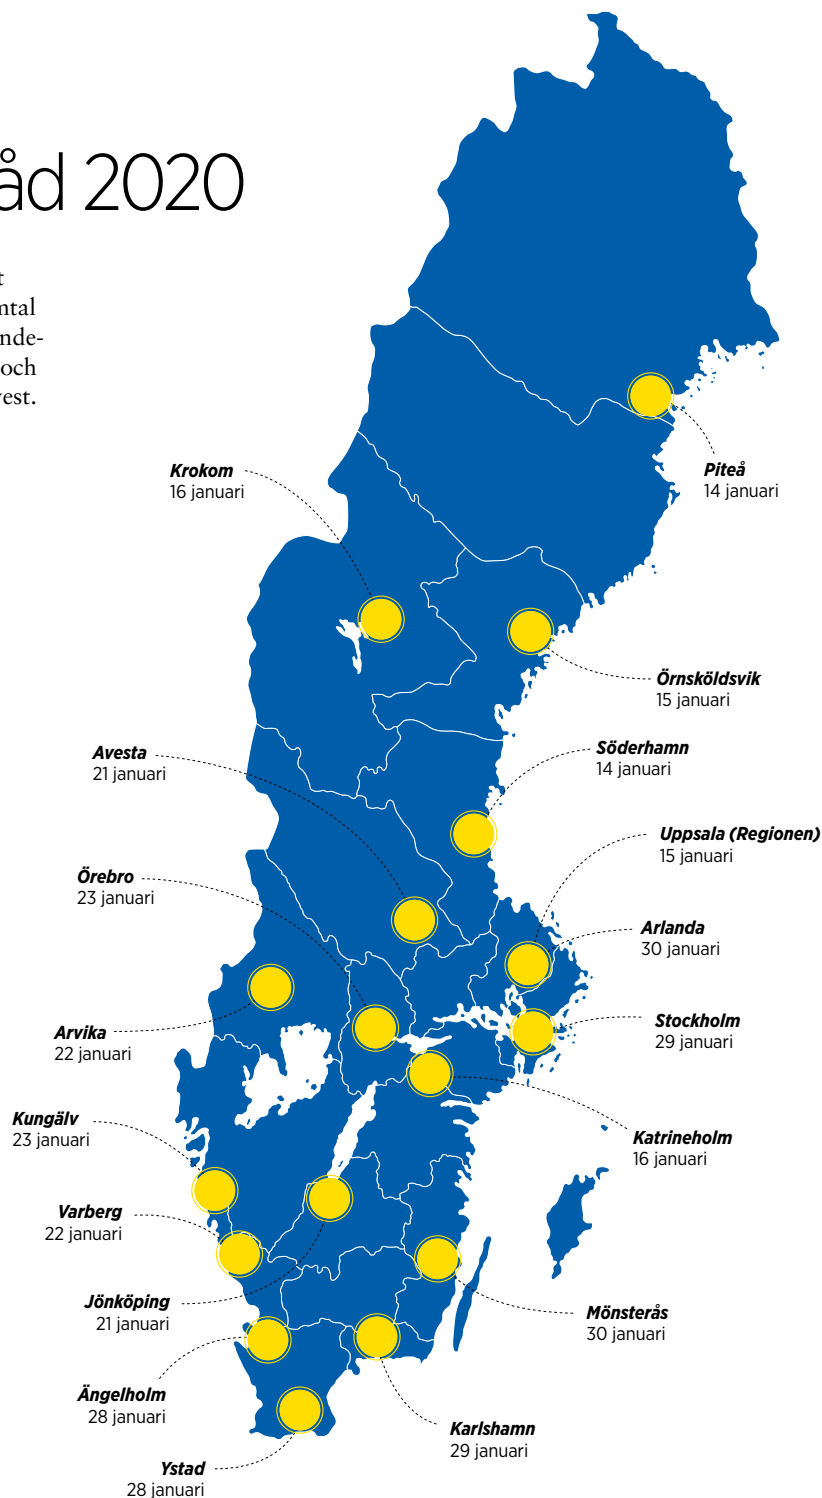 åd 2020
t
ntal
nde-
och
vest.
Krokom
16 januari
Piteå
14 januari
Örnsköldsvik
15 januari
Söderhamn
14 januari
Avesta
21 januari
Uppsala (Regionen)
15 januari
Örebro
23 januari
Arlanda
30 januari
Stockholm
29 januari
Arvika
22 januari
Kungälv
23 januari
Katrineholm
16 januari
Varberg
22 januari
Jönköping
21 januari
Mönsterås
30 januari
Ängelholm
28 januari
Karlshamn
29 januari
Ystad
28 januari